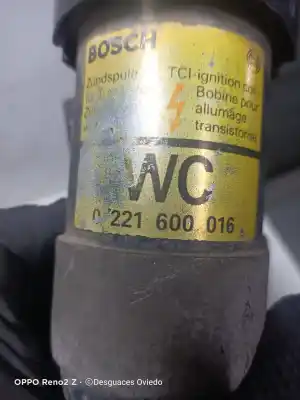 BOSCH
Zündspule TCI-ignition coil
Bobine pour
allumage
transistorisé
WC
0 221 600 016
OPPO Reno2 Z · ©Desguaces Oviedo